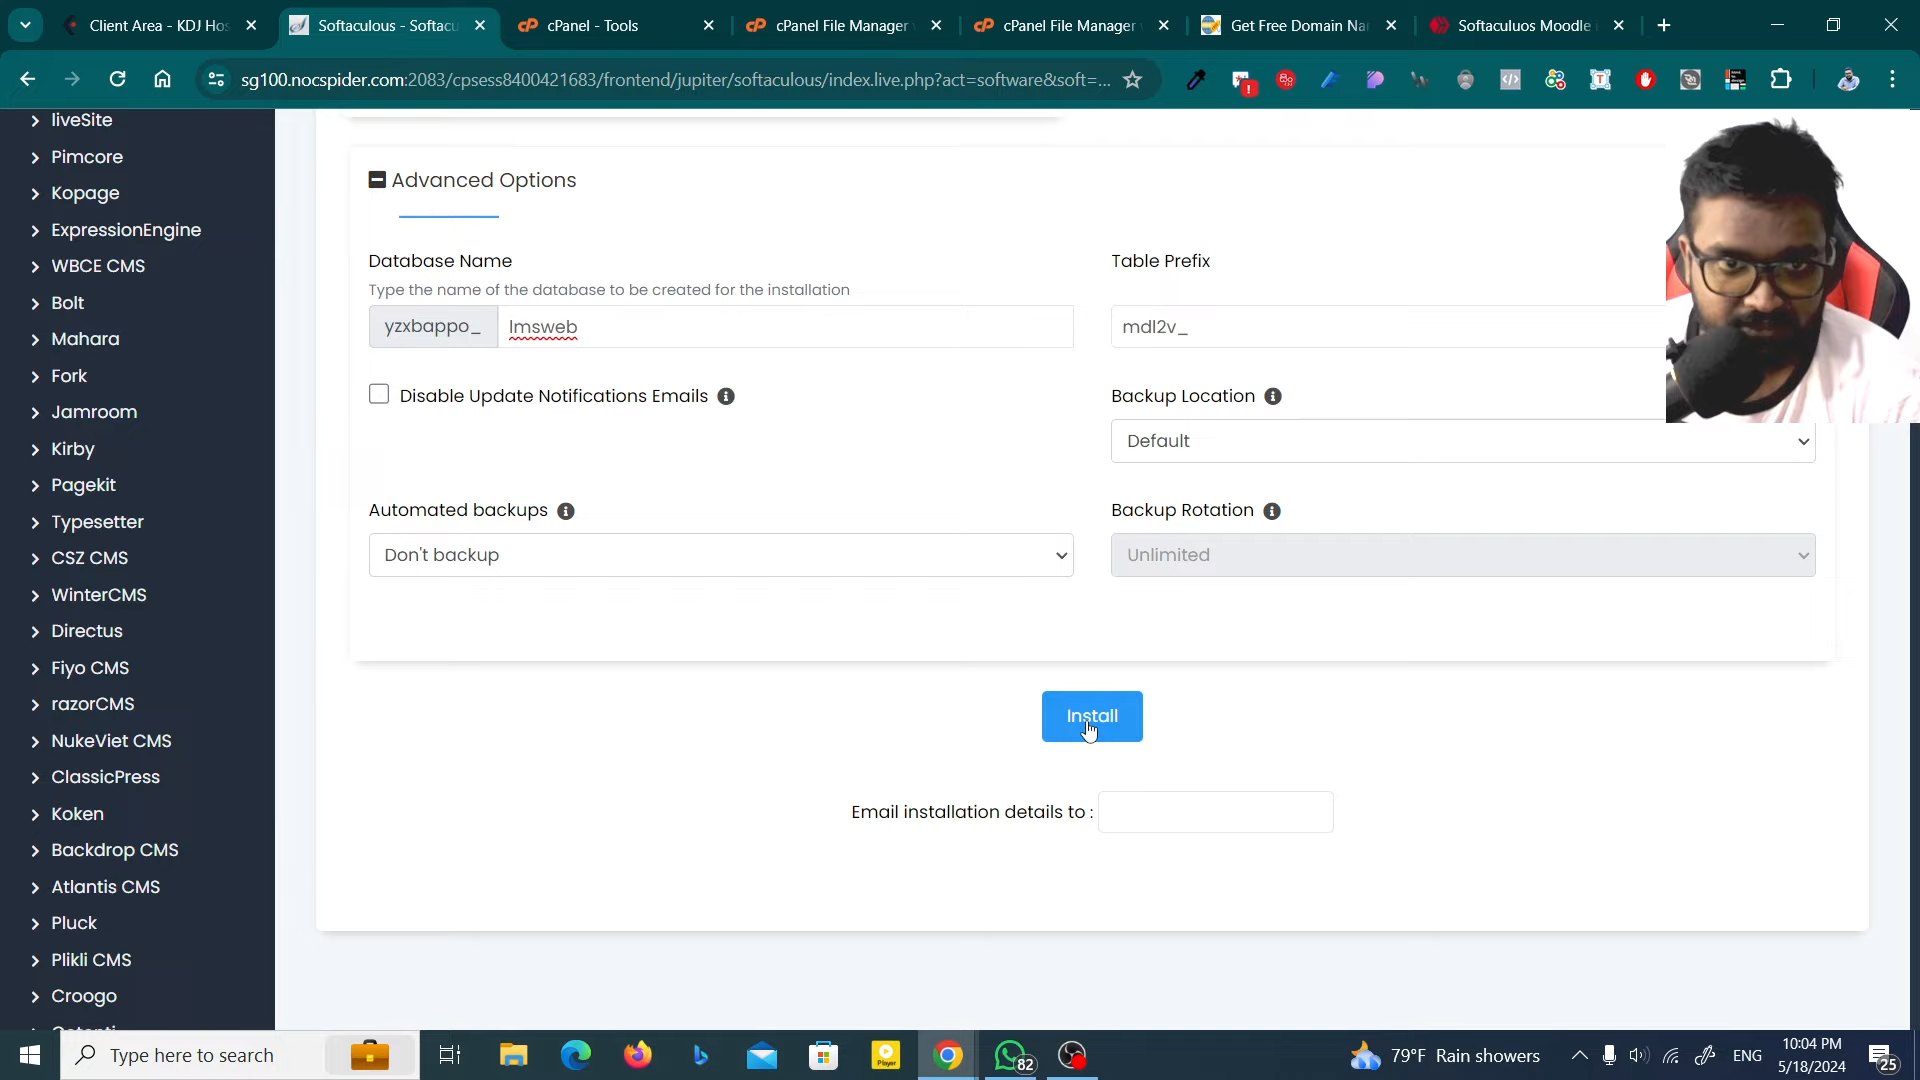 Client Area - KDJ Hos
Softaculous - Softacu
cPanel - Tools
cPanel File Manager
cPanel File Manager
Get Free Domain Na
Softaculuos Moodle
sg100.nocspider.com:2083/cpsess8400421683/frontend/jupiter/softaculous/index.live.php?act=software&soft=...
liveSite
Pimcore
Kopage
ExpressionEngine
WBCE CMS
Bolt
Mahara
Fork
Jamroom
Kirby
Pagekit
Typesetter
CSZ CMS
WinterCMS
Directus
Fiyo CMS
razorCMS
NukeViet CMS
ClassicPress
Koken
Backdrop CMS
Atlantis CMS
Pluck
Plikli CMS
Croogo
Advanced Options
Database Name
Type the name of the database to be created for the installation
yzxbappo_ lmsweb
Table Prefix
mdl2v_
Disable Update Notifications Emails
Backup Location
Default
Automated backups
Don't backup
Backup Rotation
Unlimited
Install
Email installation details to :
Type here to search
Player
82
79°F Rain showers
ENG
10:04 PM
5/18/2024
25